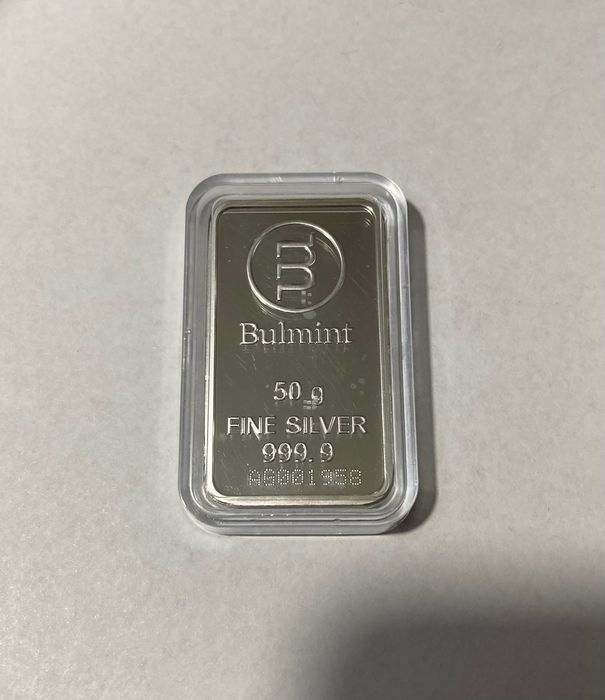 Bulmint
50 g
FINE SILVER
999.9
AG001958